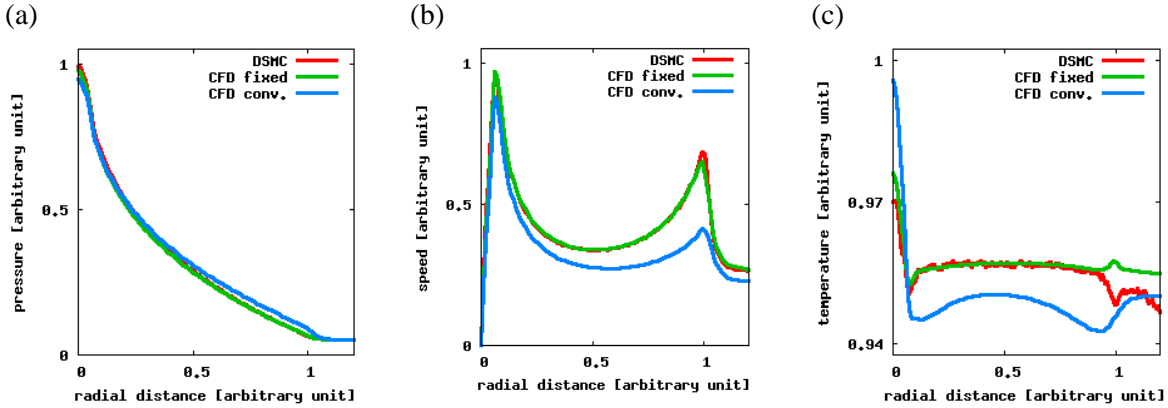 (a)
DSMC
CFD fixed
CFD conv.
1
0.5
0
0
0.5
1
pressure [arbitrary unit]
radial distance [arbitrary unit]
(b)
DSMC
CFD fixed
CFD conv.
1
0.5
0
0
0.5
1
speed [arbitrary unit]
radial distance [arbitrary unit]
(c)
DSMC
CFD fixed
CFD conv.
1
0.97
0.94
0
0.5
1
temperature [arbitrary unit]
radial distance [arbitrary unit]